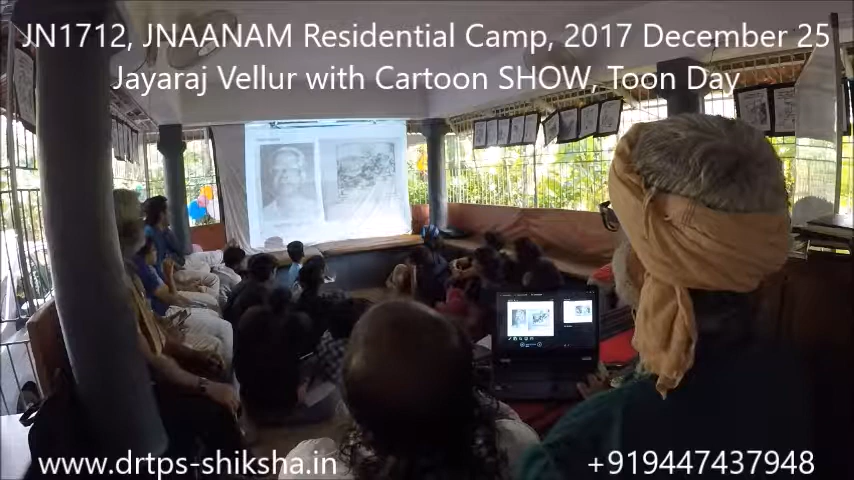 JN1712, JNAANAM Residential Camp, 2017 December 25
Jayaraj Vellur with Cartoon SHOW, Toon Day
www.drtps-shiksha.in
+919447437948